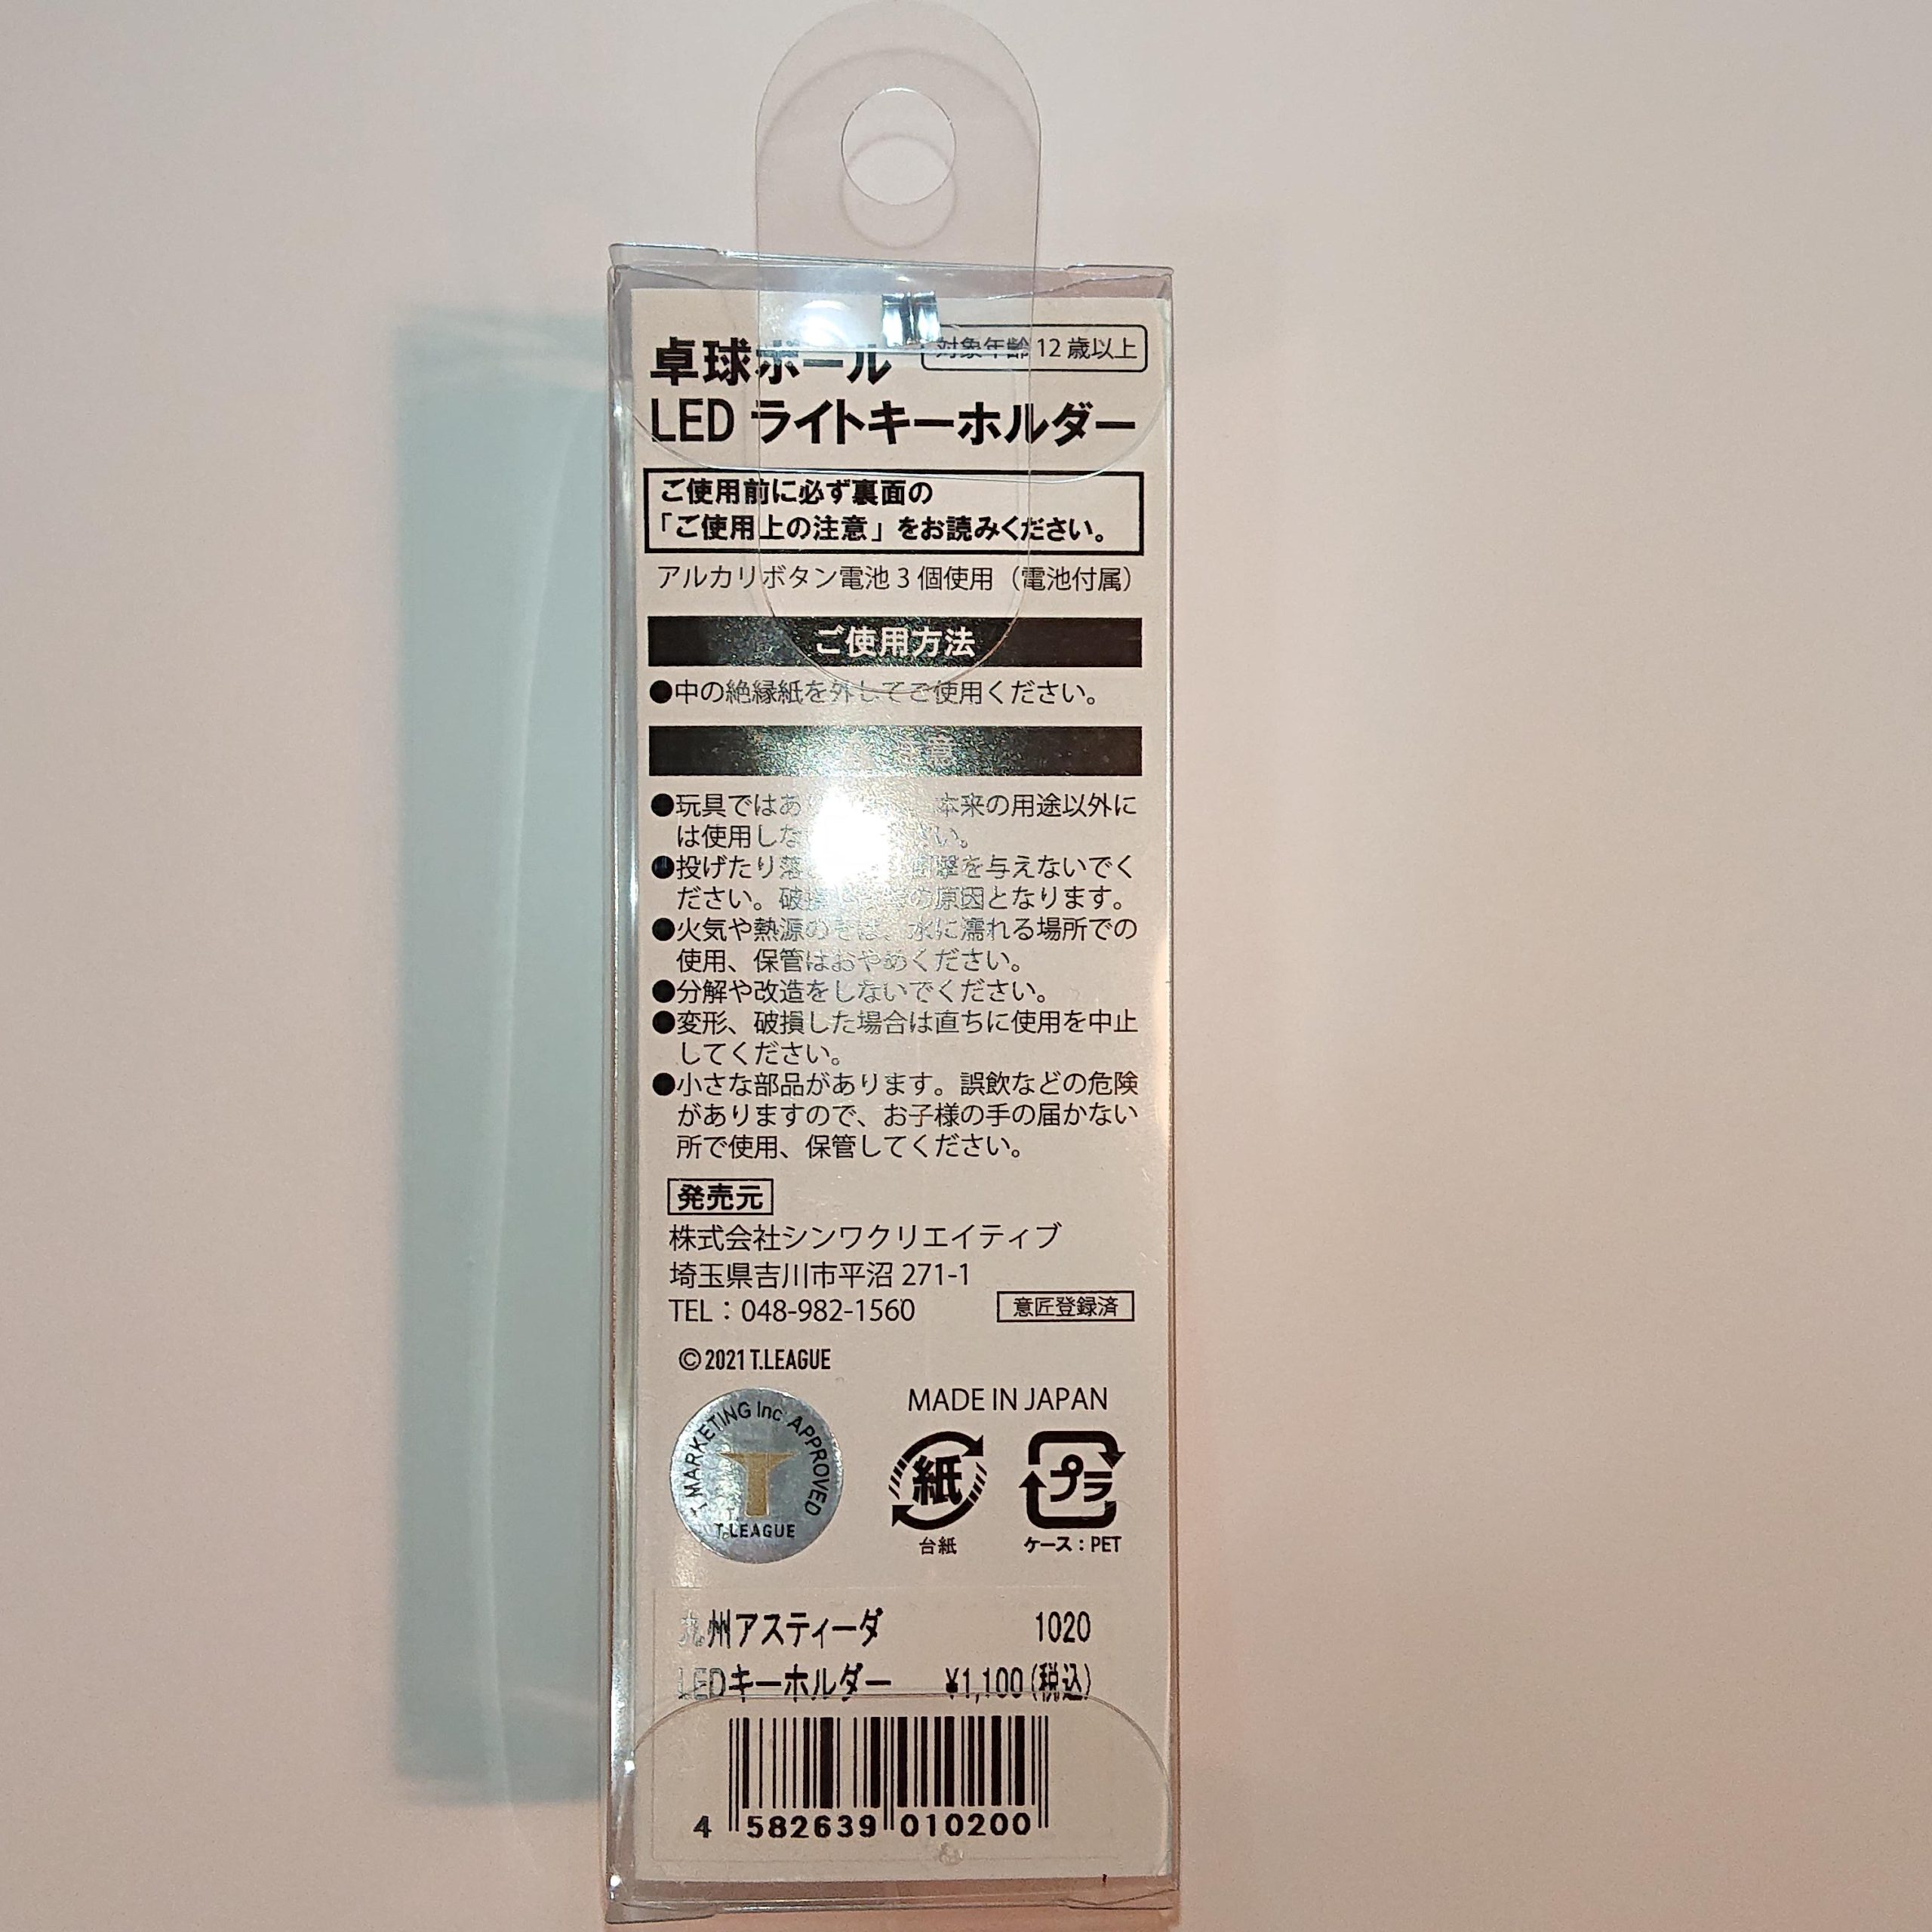 卓球ボール
対象年齢 12 歳以上
LED ライトキーホルダー
ご使用前に必ず裏面の
「ご使用上の注意」をお読みください。
アルカリボタン電池 3 個使用（電池付属）
ご使用方法
●中の絶縁紙を外してご使用ください。
注意
●玩具ではあり 本来の用途以外に
は使用しな さい。
●投げたり落 衝撃を与えないでく
ださい。破損 の原因となります。
●火気や熱源のそば、水に濡れる場所での
使用、保管はおやめください。
●分解や改造をしないでください。
●変形、破損した場合は直ちに使用を中止
してください。
●小さな部品があります。誤飲などの危険
がありますので、お子様の手の届かない
所で使用、保管してください。
発売元
株式会社シンワクリエイティブ
埼玉県吉川市平沼 271-1
TEL：048-982-1560
意匠登録済
©2021 T.LEAGUE
MADE IN JAPAN
T MARKETING Inc APPROVED
T.LEAGUE
紙
プラ
台紙
ケース：PET
九州アスティーダ 1020
LEDキーホルダー ¥1,100(税込)
4 582639 010200